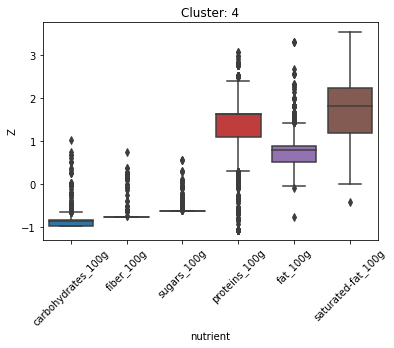 Cluster: 4
Z
3
2
1
0
−1
carbohydrates_100g
fiber_100g
sugars_100g
proteins_100g
fat_100g
saturated-fat_100g
nutrient